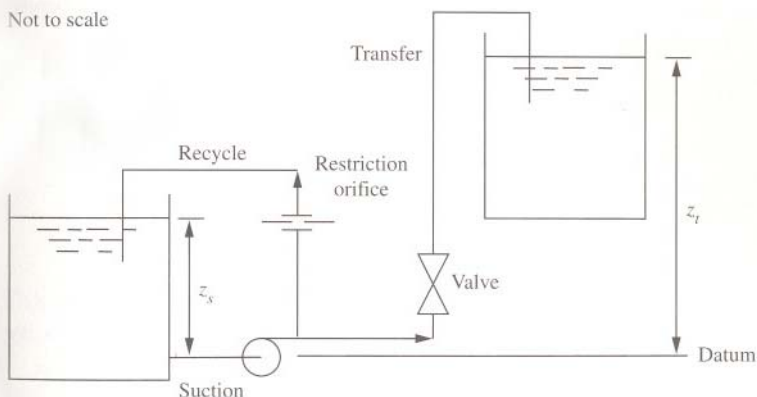 Not to scale
Transfer
Recycle
Restriction
orifice
z_t
Valve
z_s
Datum
Suction